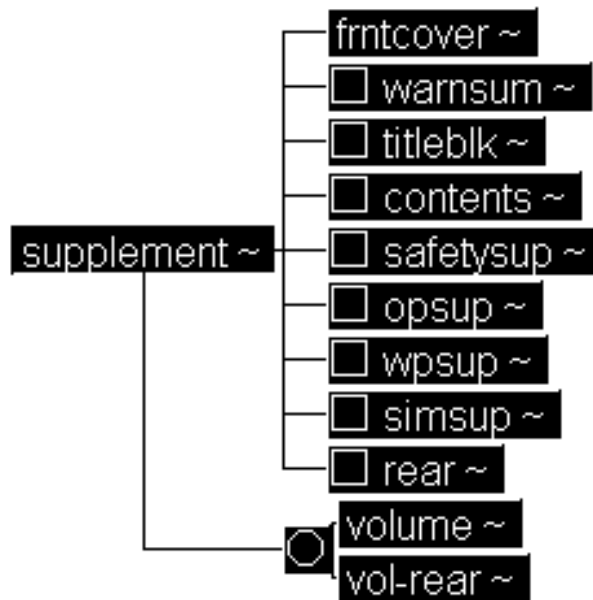 frntcover ~
warnsum ~
titleblk ~
contents ~
supplement ~
safetysup ~
opsup ~
wpsup ~
simsup ~
rear ~
volume ~
vol-rear ~